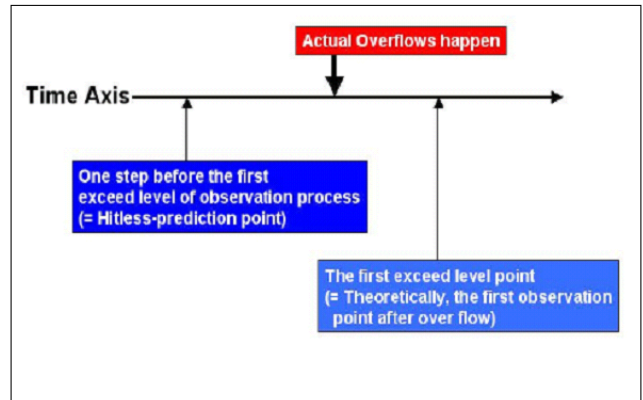 Actual Overflows happen
Time Axis
One step before the first
exceed level of observation process
(= Hitless-prediction point)
The first exceed level point
(= Theoretically, the first observation
point after over flow)